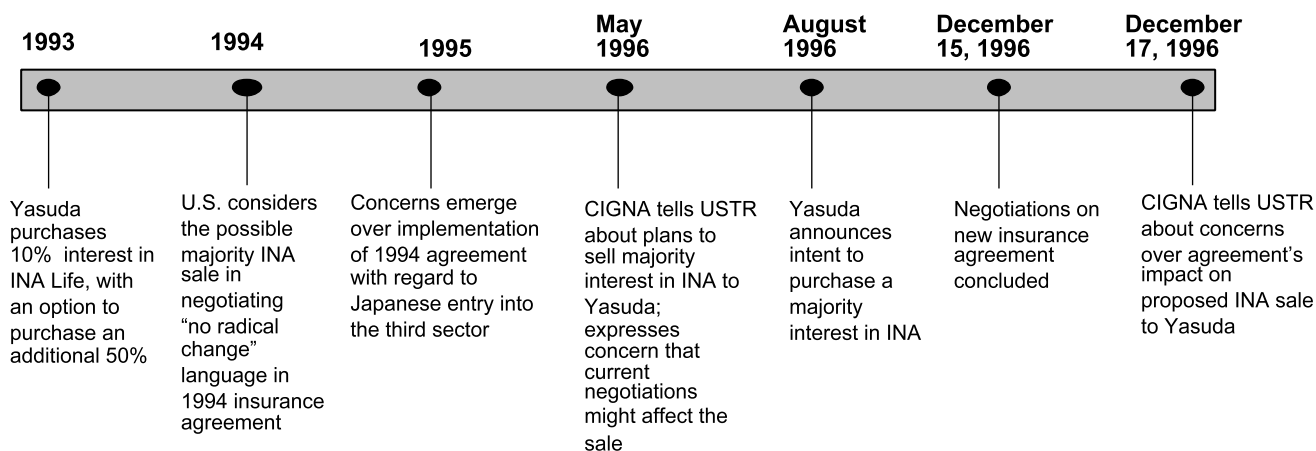 1993
Yasuda
purchases
10%  interest in
INA Life, with
an option to
purchase an
additional 50%
1994
U.S. considers
the possible
majority INA
sale in
negotiating
“no radical
change”
language in
1994 insurance
agreement
1995
Concerns emerge
over implementation
of 1994 agreement
with regard to
Japanese entry into
the third sector
May
1996
CIGNA tells USTR
about plans to
sell majority
interest in INA to
Yasuda;
expresses
concern that
current
negotiations
might affect the
sale
August
1996
Yasuda
announces
intent to
purchase a
majority
interest in INA
December
15, 1996
Negotiations on
new insurance
agreement
concluded
December
17, 1996
CIGNA tells USTR
about concerns
over agreement’s
impact on
proposed INA sale
to Yasuda